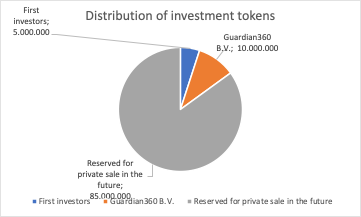 Distribution of investment tokens
First
investors;
5.000.000
Guardian360
B.V.; 10.000.000
Reserved for
private sale in the
future;
85.000.000
First investors Guardian360 B.V. Reserved for private sale in the future